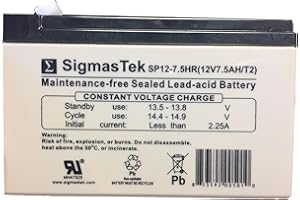 Σ SigmasTek SP12-7.5HR(12V7.5AH/T2)
Maintenance-free Sealed Lead-acid Battery
CONSTANT VOLTAGE CHARGE
Standby use : 13.5 - 13.8 V
Cycle use : 14.4 - 14.9 V
Initial current : Less than 2.25A
Warning:
Risk of fire, explosion, or burns. Do not disassemble,
heat above 50°C, or incinerate.
MH47925
sigmastek.com
Pb
Pb